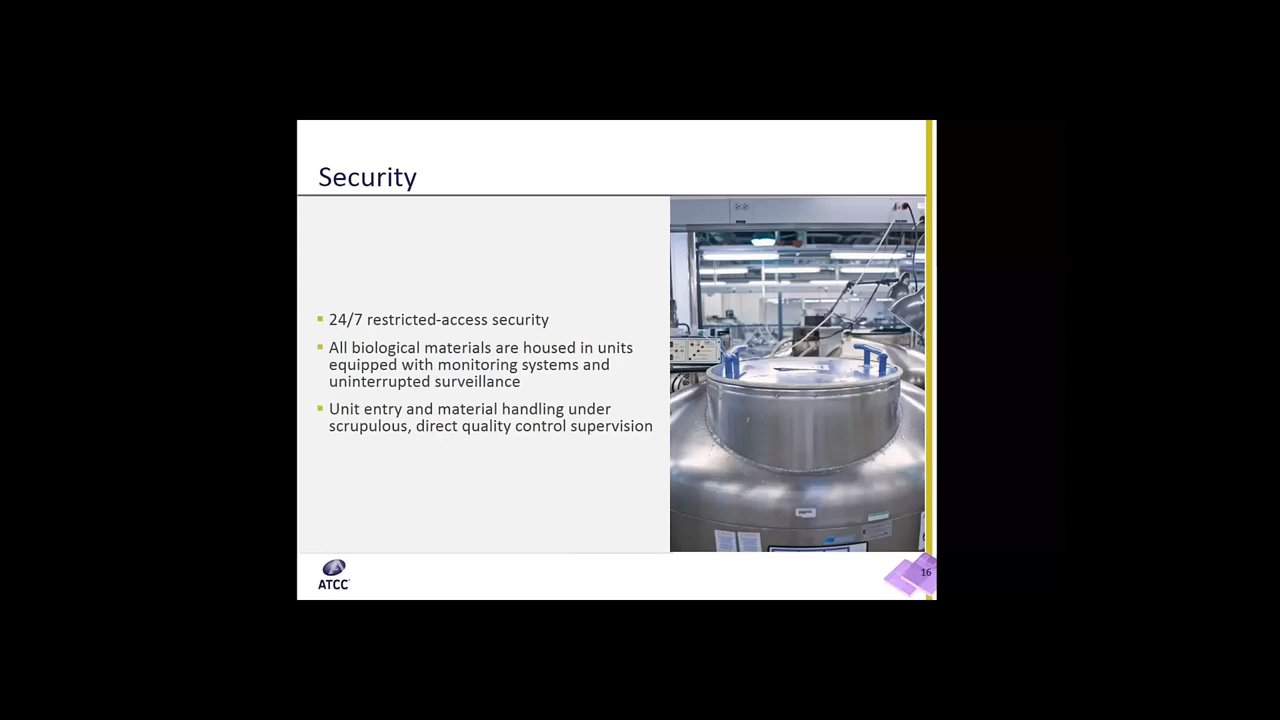 Security
24/7 restricted-access security
All biological materials are housed in units
equipped with monitoring systems and
uninterrupted surveillance
Unit entry and material handling under
scrupulous, direct quality control supervision
ATCC
16